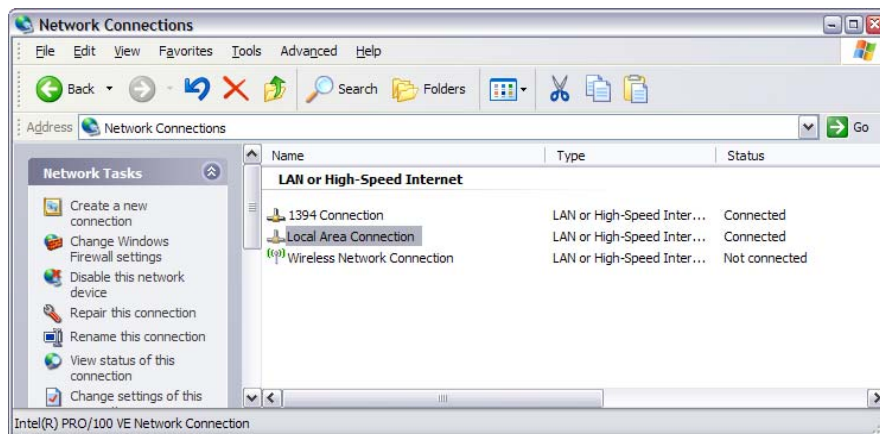 Network Connections
File Edit View Favorites Tools Advanced Help
Back Search Folders
Address Network Connections Go
Name Type Status
Network Tasks
LAN or High-Speed Internet
Create a new
connection
Change Windows
Firewall settings
Disable this network
device
Repair this connection
Rename this connection
View status of this
connection
Change settings of this
1394 Connection LAN or High-Speed Inter... Connected
Local Area Connection LAN or High-Speed Inter... Connected
Wireless Network Connection LAN or High-Speed Inter... Not connected
Intel(R) PRO/100 VE Network Connection